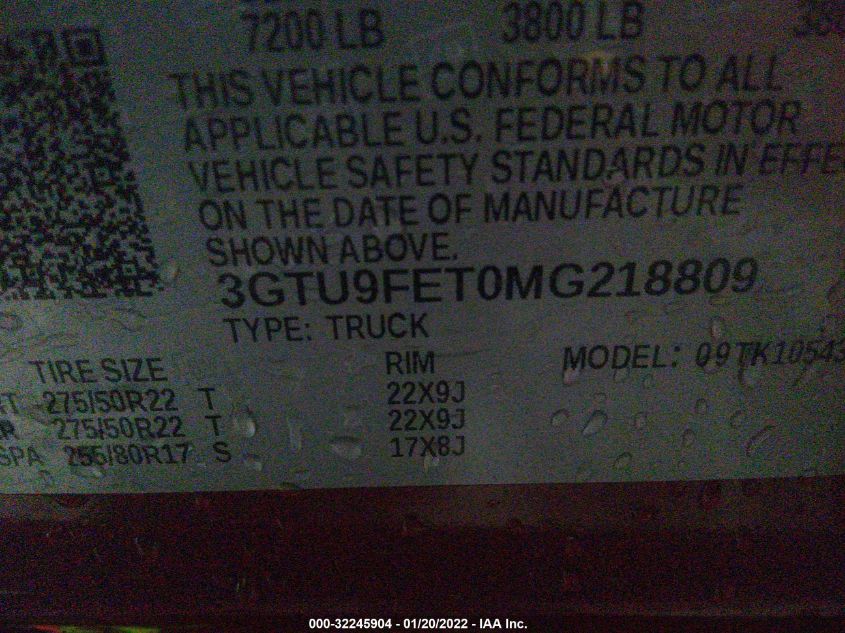 7200 LB 3800 LB
THIS VEHICLE CONFORMS TO ALL
APPLICABLE U.S. FEDERAL MOTOR
VEHICLE SAFETY STANDARDS IN EFFE
ON THE DATE OF MANUFACTURE
SHOWN ABOVE.
3GTU9FET0MG218809
TYPE: TRUCK
TIRE SIZE RIM MODEL: 09TK10543
RT 275/50R22 T 22X9J
R 275/50R22 T 22X9J
SPA 255/80R17 S 17X8J
000-32245904 - 01/20/2022 - IAA Inc.